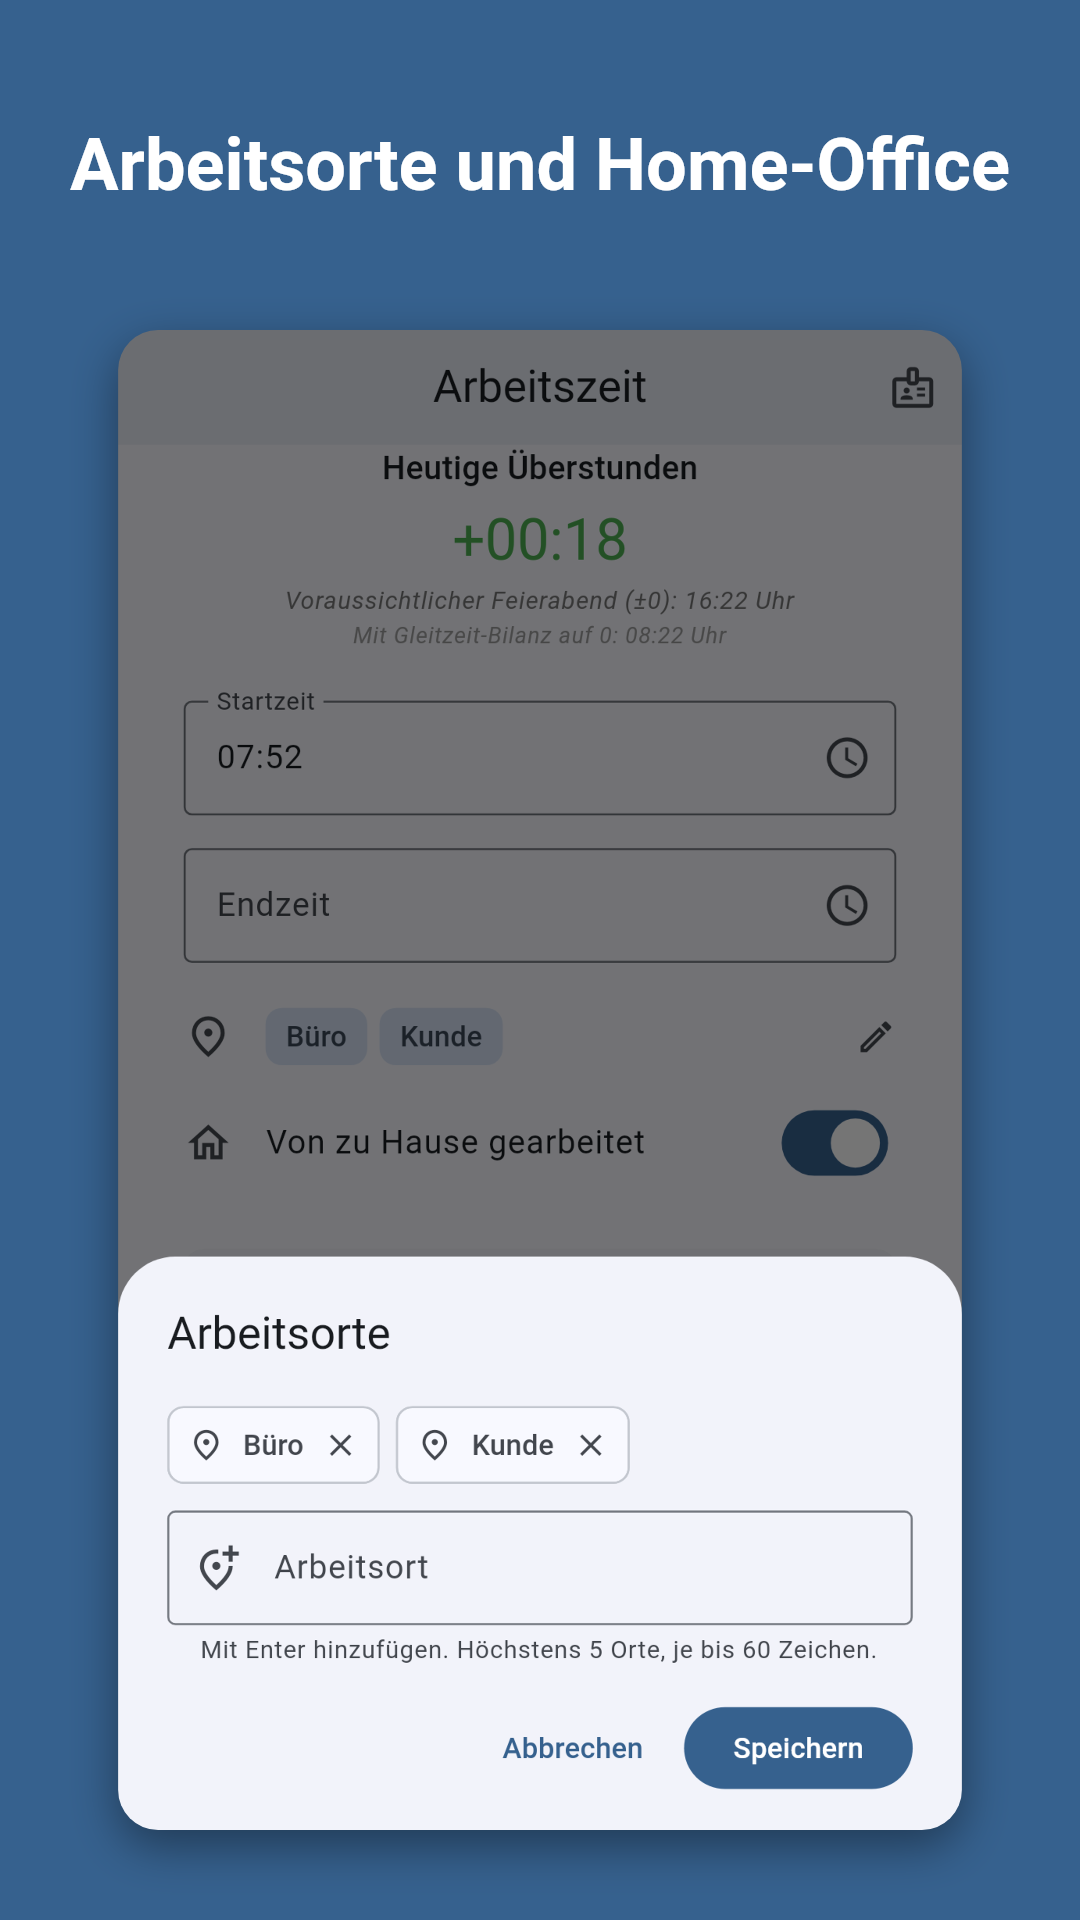 Arbeitsorte und Home-Office
Arbeitszeit
Heutige Überstunden
+00:18
Voraussichtlicher Feierabend (±0): 16:22 Uhr
Mit Gleitzeit-Bilanz auf 0: 08:22 Uhr
Startzeit
07:52
Endzeit
Büro Kunde
Von zu Hause gearbeitet
Arbeitsorte
Büro Kunde
Arbeitsort
Mit Enter hinzufügen. Höchstens 5 Orte, je bis 60 Zeichen.
Abbrechen Speichern